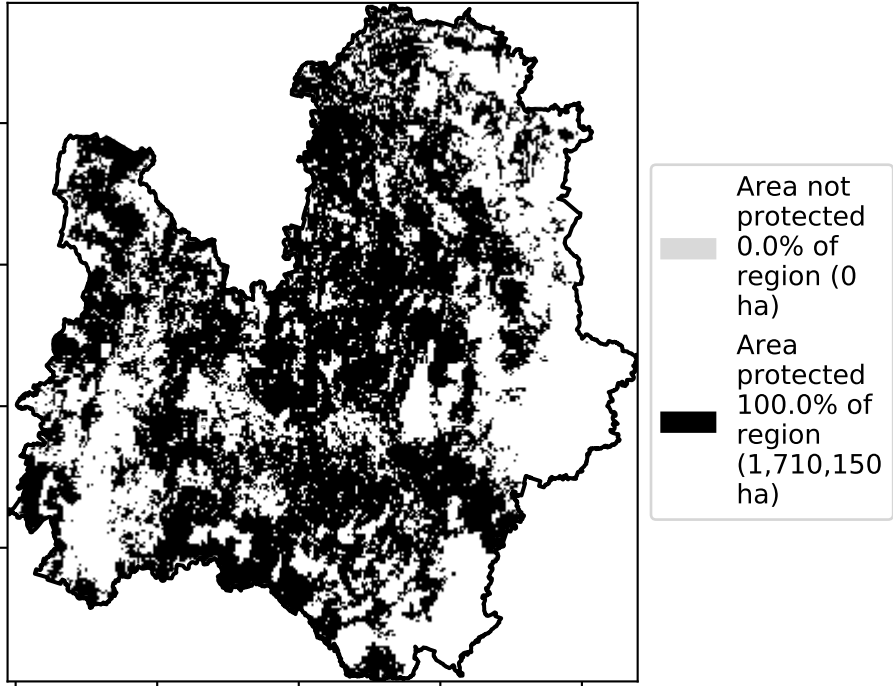 Area not
protected
0.0% of
region (0
ha)
Area
protected
100.0% of
region
(1,710,150
ha)